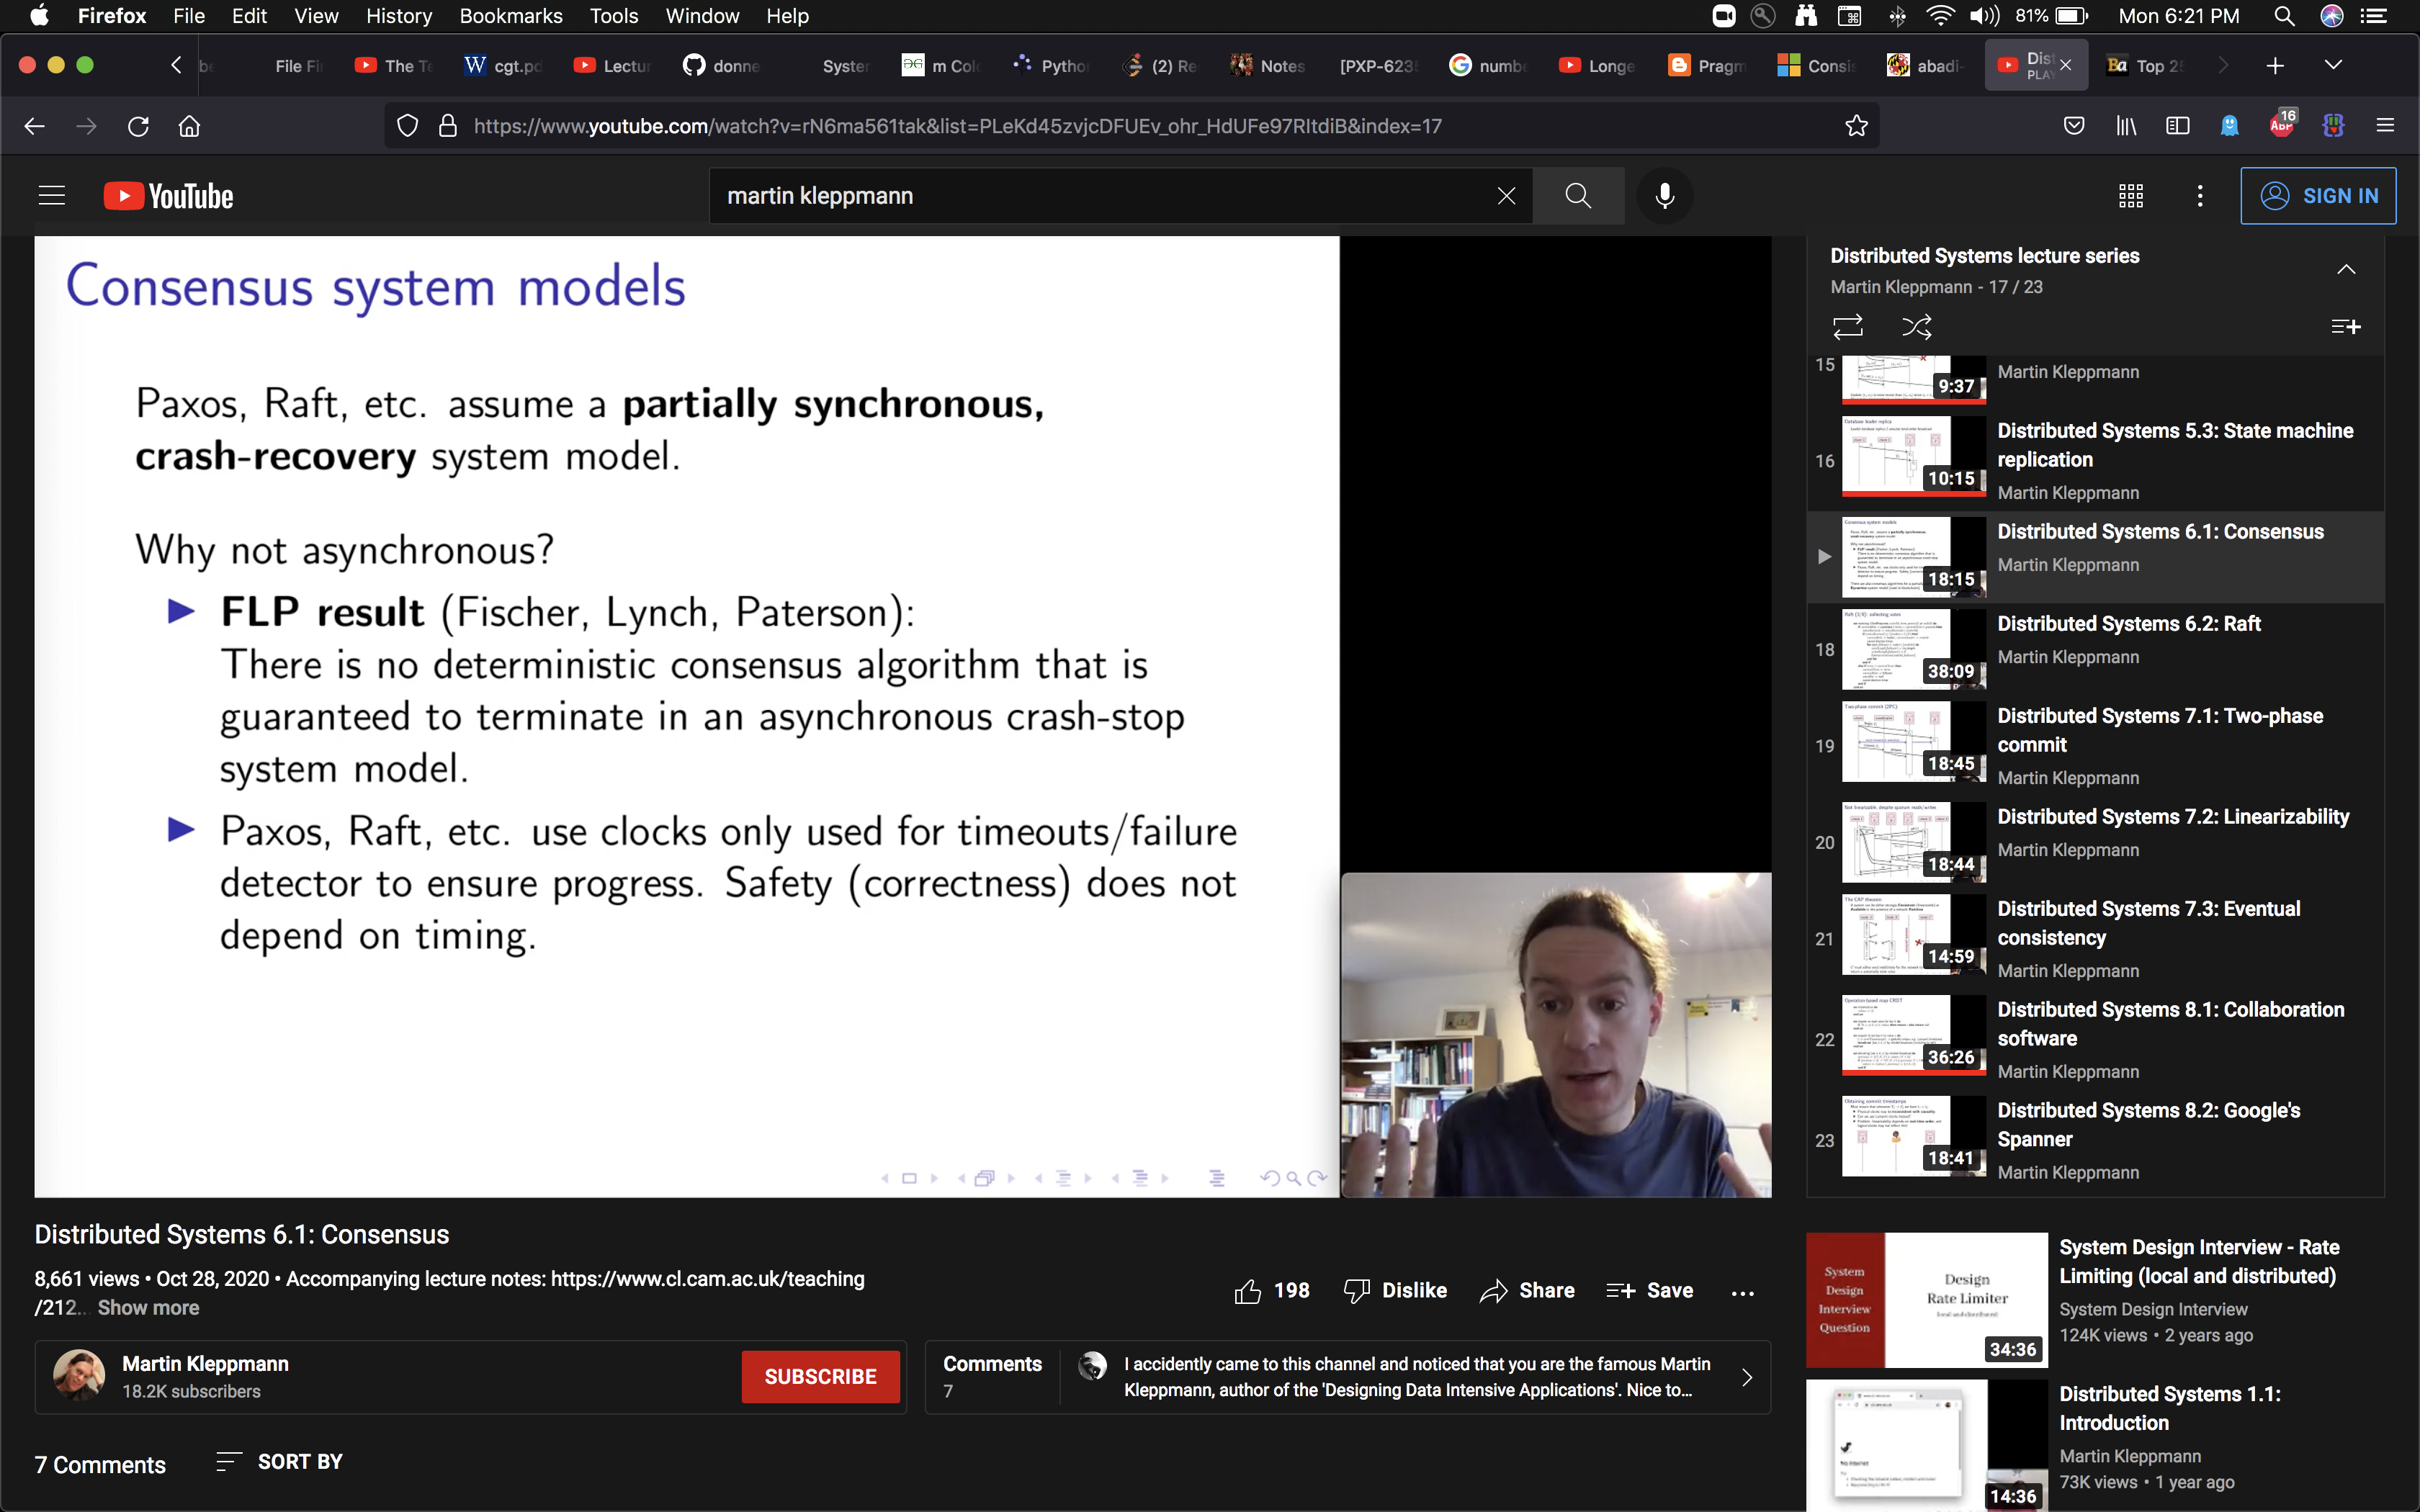 Firefox File Edit View History Bookmarks Tools Window Help
81% Mon 6:21 PM
File Fi
The T
cgt.p
Lectu
donne
Syste
m Col
Pytho
(2) Re
Notes
[PXP-623
numb
Longe
Pragm
Consi
abadi-
Dis
PLA
Top 2
https://www.youtube.com/watch?v=rN6ma561tak&list=PLeKd45zvjcDFUEv_ohr_HdUFe97RItdiB&index=17
16
ABP
YouTube
martin kleppmann
SIGN IN
Consensus system models
Paxos, Raft, etc. assume a partially synchronous,
crash-recovery system model.
Why not asynchronous?
FLP result (Fischer, Lynch, Paterson):
There is no deterministic consensus algorithm that is
guaranteed to terminate in an asynchronous crash-stop
system model.
Paxos, Raft, etc. use clocks only used for timeouts/failure
detector to ensure progress. Safety (correctness) does not
depend on timing.
Distributed Systems lecture series
Martin Kleppmann - 17 / 23
15
9:37
Martin Kleppmann
16
10:15
Distributed Systems 5.3: State machine
replication
Martin Kleppmann
Consensus system models
18:15
Distributed Systems 6.1: Consensus
Martin Kleppmann
18
38:09
Distributed Systems 6.2: Raft
Martin Kleppmann
19
18:45
Distributed Systems 7.1: Two-phase
commit
Martin Kleppmann
20
18:44
Distributed Systems 7.2: Linearizability
Martin Kleppmann
21
14:59
Distributed Systems 7.3: Eventual
consistency
Martin Kleppmann
22
36:26
Distributed Systems 8.1: Collaboration
software
Martin Kleppmann
23
18:41
Distributed Systems 8.2: Google's
Spanner
Martin Kleppmann
Distributed Systems 6.1: Consensus
8,661 views • Oct 28, 2020 • Accompanying lecture notes: https://www.cl.cam.ac.uk/teaching
/212... Show more
198 Dislike Share Save
Martin Kleppmann
18.2K subscribers
SUBSCRIBE
Comments
7
I accidently came to this channel and noticed that you are the famous Martin
Kleppmann, author of the 'Designing Data Intensive Applications'. Nice to...
7 Comments SORT BY
System
Design
Interview
Question
Design
Rate Limiter
local and distributed
34:36
System Design Interview - Rate
Limiting (local and distributed)
System Design Interview
124K views • 2 years ago
No internet
14:36
Distributed Systems 1.1:
Introduction
Martin Kleppmann
73K views • 1 year ago